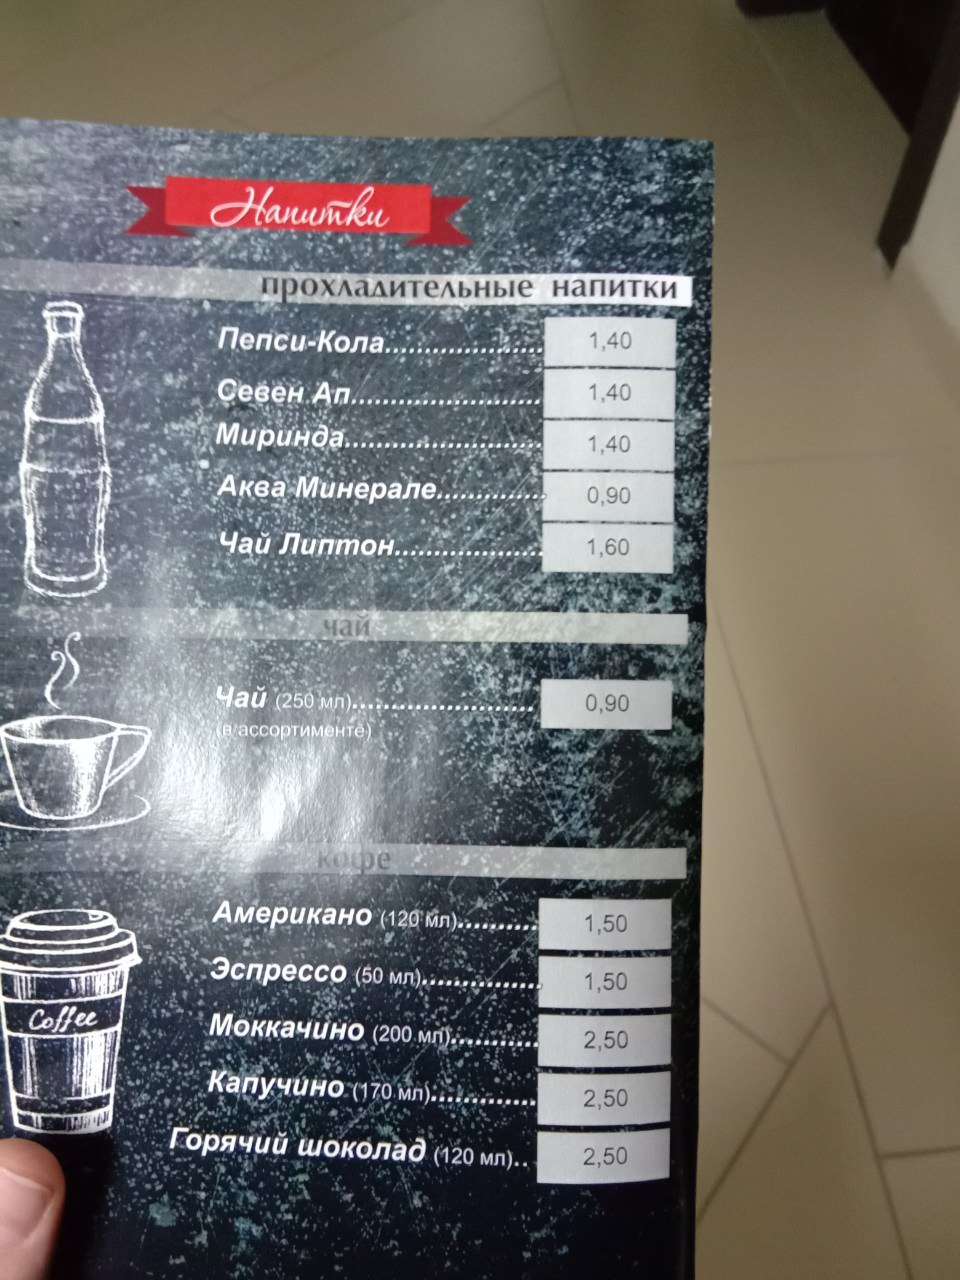 Напитки
прохладительные напитки
Пепси-Кола...................... 1,40
Севен Ап.......................... 1,40
Миринда........................... 1,40
Аква Минерале............... 0,90
Чай Липтон..................... 1,60
чай
Чай (250 мл)........................ 0,90
(в ассортименте)
кофе
Американо (120 мл).......... 1,50
Эспрессо (50 мл)............... 1,50
Моккачино (200 мл)........... 2,50
Капучино (170 мл)............. 2,50
Горячий шоколад (120 мл).. 2,50
Coffee